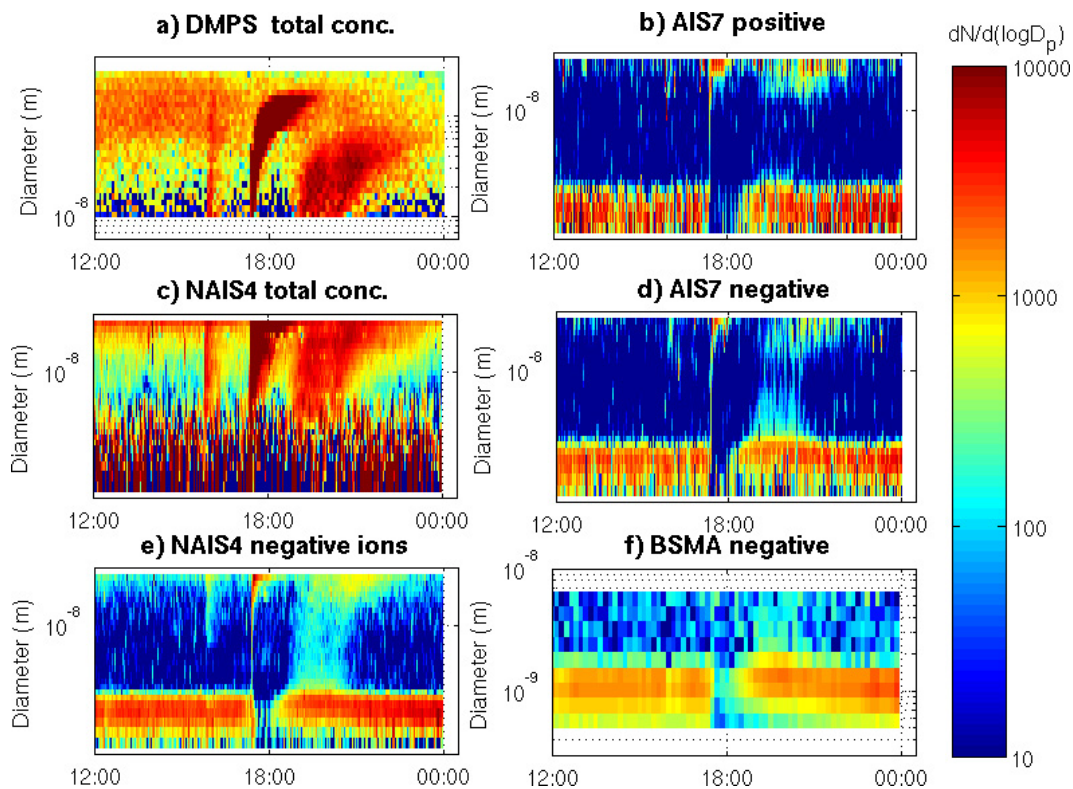 a) DMPS total conc.
Diameter (m)
10-8
12:00 18:00 00:00
b) AIS7 positive
Diameter (m)
10-8
12:00 18:00 00:00
c) NAIS4 total conc.
Diameter (m)
10-8
12:00 18:00 00:00
d) AIS7 negative
Diameter (m)
10-8
12:00 18:00 00:00
e) NAIS4 negative ions
Diameter (m)
10-8
12:00 18:00 00:00
f) BSMA negative
Diameter (m)
10-8
10-9
12:00 18:00 00:00
dN/d(logDp)
10000
1000
100
10